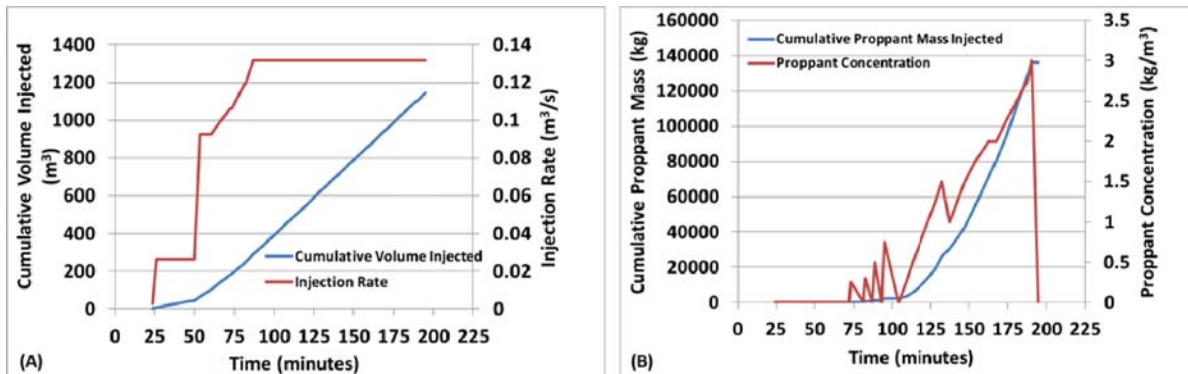 Cumulative Volume Injected
(m³)
1400
1200
1000
800
600
400
200
0
0.14
0.12
0.1
0.08
0.06
0.04
0.02
0
Injection Rate (m³/s)
Cumulative Volume Injected
Injection Rate
0 25 50 75 100 125 150 175 200 225
(A) Time (minutes)
Cumulative Proppant Mass (kg)
160000
140000
120000
100000
80000
60000
40000
20000
0
Cumulative Proppant Mass Injected
Proppant Concentration
3.5
3
2.5
2
1.5
1
0.5
0
Proppant Concentration (kg/m³)
0 25 50 75 100 125 150 175 200 225
(B) Time (minutes)